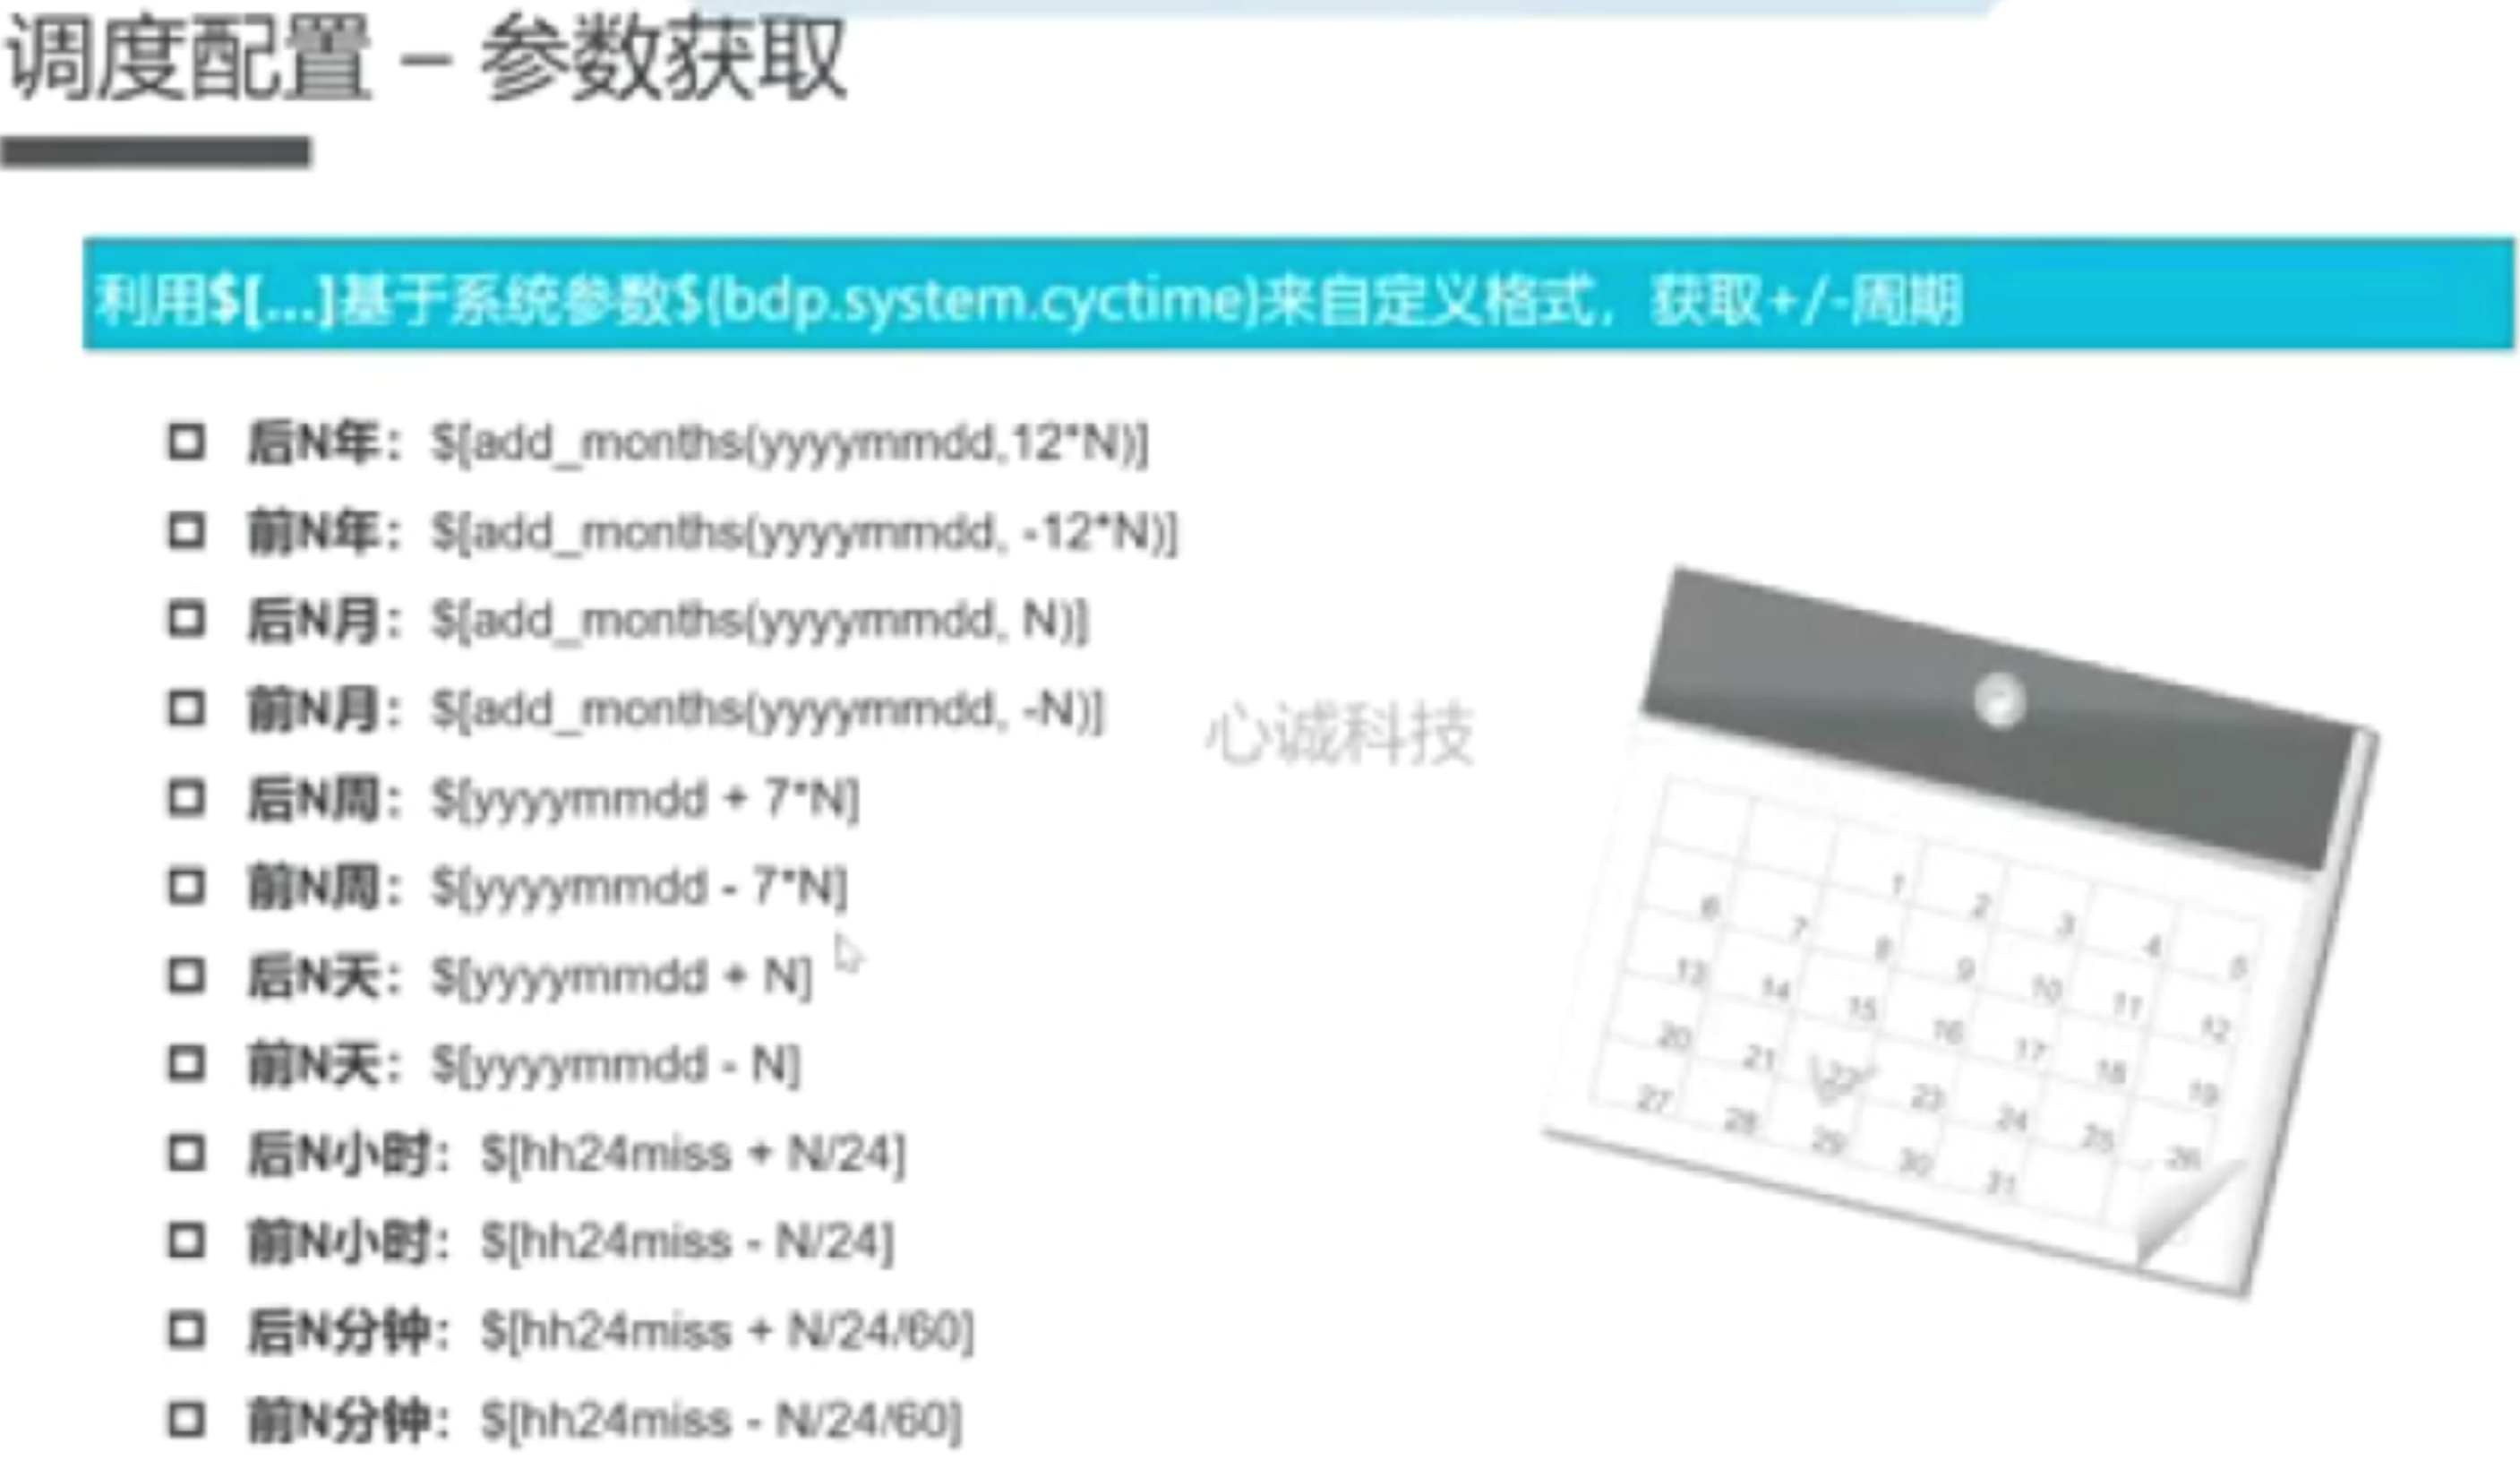 调度配置 – 参数获取
利用$[...]基于系统参数$(bdp.system.cyctime)来自定义格式，获取+/-周期
后N年：$[add_months(yyyymmdd,12*N)]
前N年：$[add_months(yyyymmdd, -12*N)]
后N月：$[add_months(yyyymmdd, N)]
前N月：$[add_months(yyyymmdd, -N)]
心诚科技
后N周：$[yyyymmdd + 7*N]
前N周：$[yyyymmdd - 7*N]
后N天：$[yyyymmdd + N]
前N天：$[yyyymmdd - N]
后N小时：$[hh24miss + N/24]
前N小时：$[hh24miss - N/24]
后N分钟：$[hh24miss + N/24/60]
前N分钟：$[hh24miss - N/24/60]
1 2 3 4 5
6 7 8 9 10 11 12
13 14 15 16 17 18 19
20 21 22 23 24 25 26
27 28 29 30 31